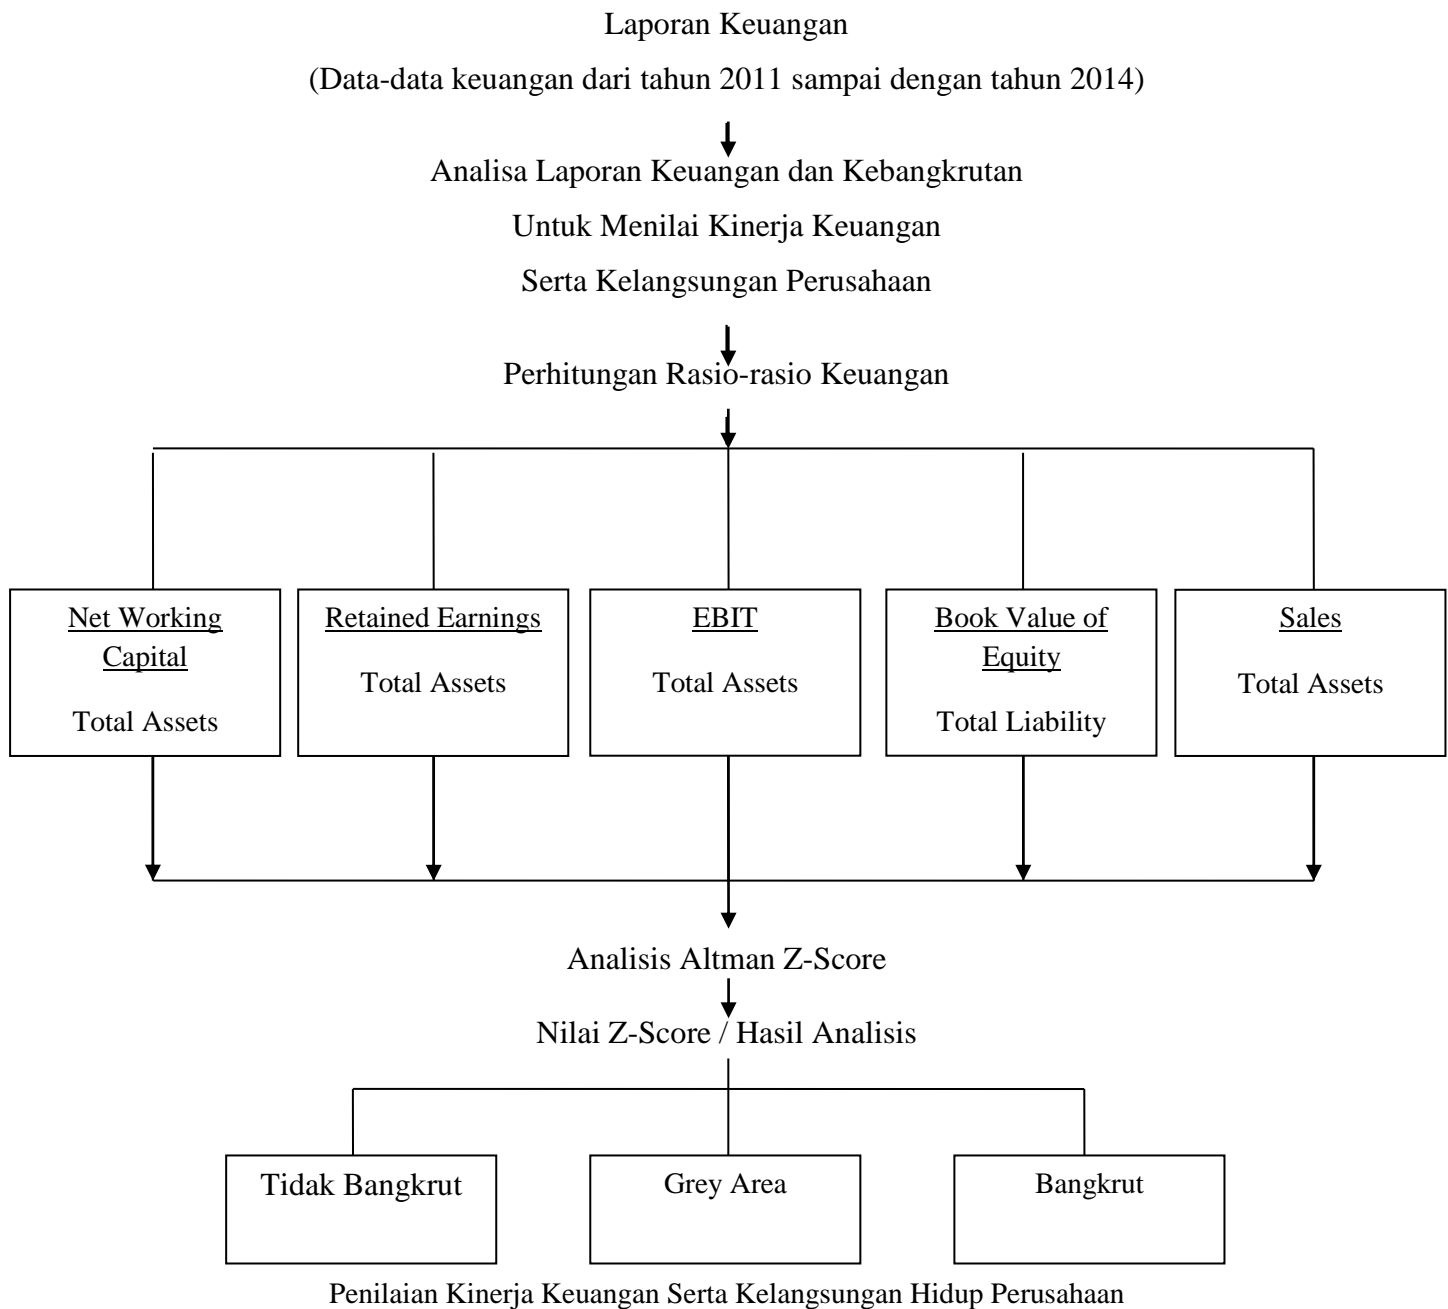 Laporan Keuangan
(Data-data keuangan dari tahun 2011 sampai dengan tahun 2014)
Analisa Laporan Keuangan dan Kebangkrutan
Untuk Menilai Kinerja Keuangan
Serta Kelangsungan Perusahaan
Perhitungan Rasio-rasio Keuangan
Net Working
Capital
Total Assets
Retained Earnings
Total Assets
EBIT
Total Assets
Book Value of
Equity
Total Liability
Sales
Total Assets
Analisis Altman Z-Score
Nilai Z-Score / Hasil Analisis
Tidak Bangkrut
Grey Area
Bangkrut
Penilaian Kinerja Keuangan Serta Kelangsungan Hidup Perusahaan